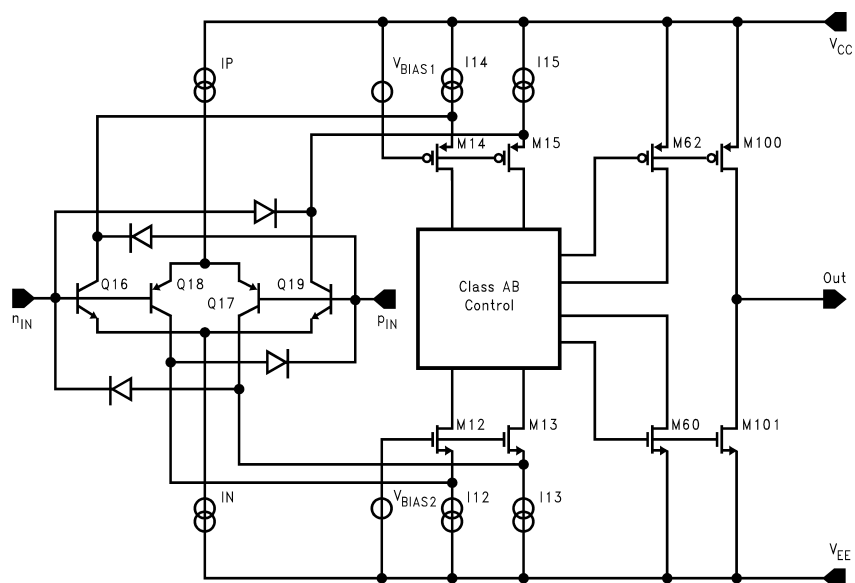 IP
VBIAS1
I14
I15
VCC
M14
M15
M62
M100
Q16
Q18
Q17
Q19
nIN
pIN
Class AB
Control
Out
M12
M13
M60
M101
IN
VBIAS2
I12
I13
VEE